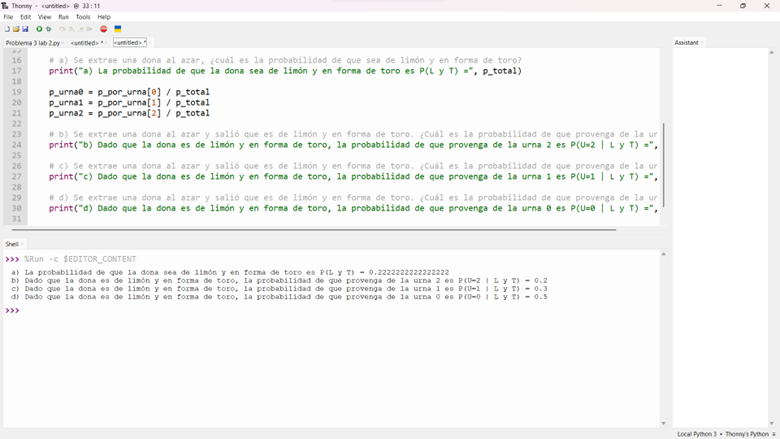 Thonny - <untitled> @ 33 : 11
File Edit View Run Tools Help
Problema 3 lab 2.py × <untitled> * × <untitled> * ×
Assistant ×
16 # a) Se extrae una dona al azar, ¿cuál es la probabilidad de que sea de limón y en forma de toro?
17 print("a) La probabilidad de que la dona sea de limón y en forma de toro es P(L y T) =", p_total)
18
19 p_urna0 = p_por_urna[0] / p_total
20 p_urna1 = p_por_urna[1] / p_total
21 p_urna2 = p_por_urna[2] / p_total
22
23 # b) Se extrae una dona al azar y salió que es de limón y en forma de toro. ¿Cuál es la probabilidad de que provenga de la ur
24 print("b) Dado que la dona es de limón y en forma de toro, la probabilidad de que provenga de la urna 2 es P(U=2 | L y T) =",
25
26 # c) Se extrae una dona al azar y salió que es de limón y en forma de toro. ¿Cuál es la probabilidad de que provenga de la ur
27 print("c) Dado que la dona es de limón y en forma de toro, la probabilidad de que provenga de la urna 1 es P(U=1 | L y T) =",
28
29 # d) Se extrae una dona al azar y salió que es de limón y en forma de toro. ¿Cuál es la probabilidad de que provenga de la ur
30 print("d) Dado que la dona es de limón y en forma de toro, la probabilidad de que provenga de la urna 0 es P(U=0 | L y T) =",
31
Shell ×
>>> %Run -c $EDITOR_CONTENT
a) La probabilidad de que la dona sea de limón y en forma de toro es P(L y T) = 0.2222222222222222
b) Dado que la dona es de limón y en forma de toro, la probabilidad de que provenga de la urna 2 es P(U=2 | L y T) = 0.2
c) Dado que la dona es de limón y en forma de toro, la probabilidad de que provenga de la urna 1 es P(U=1 | L y T) = 0.3
d) Dado que la dona es de limón y en forma de toro, la probabilidad de que provenga de la urna 0 es P(U=0 | L y T) = 0.5
>>>
Local Python 3 • Thonny's Python ≡